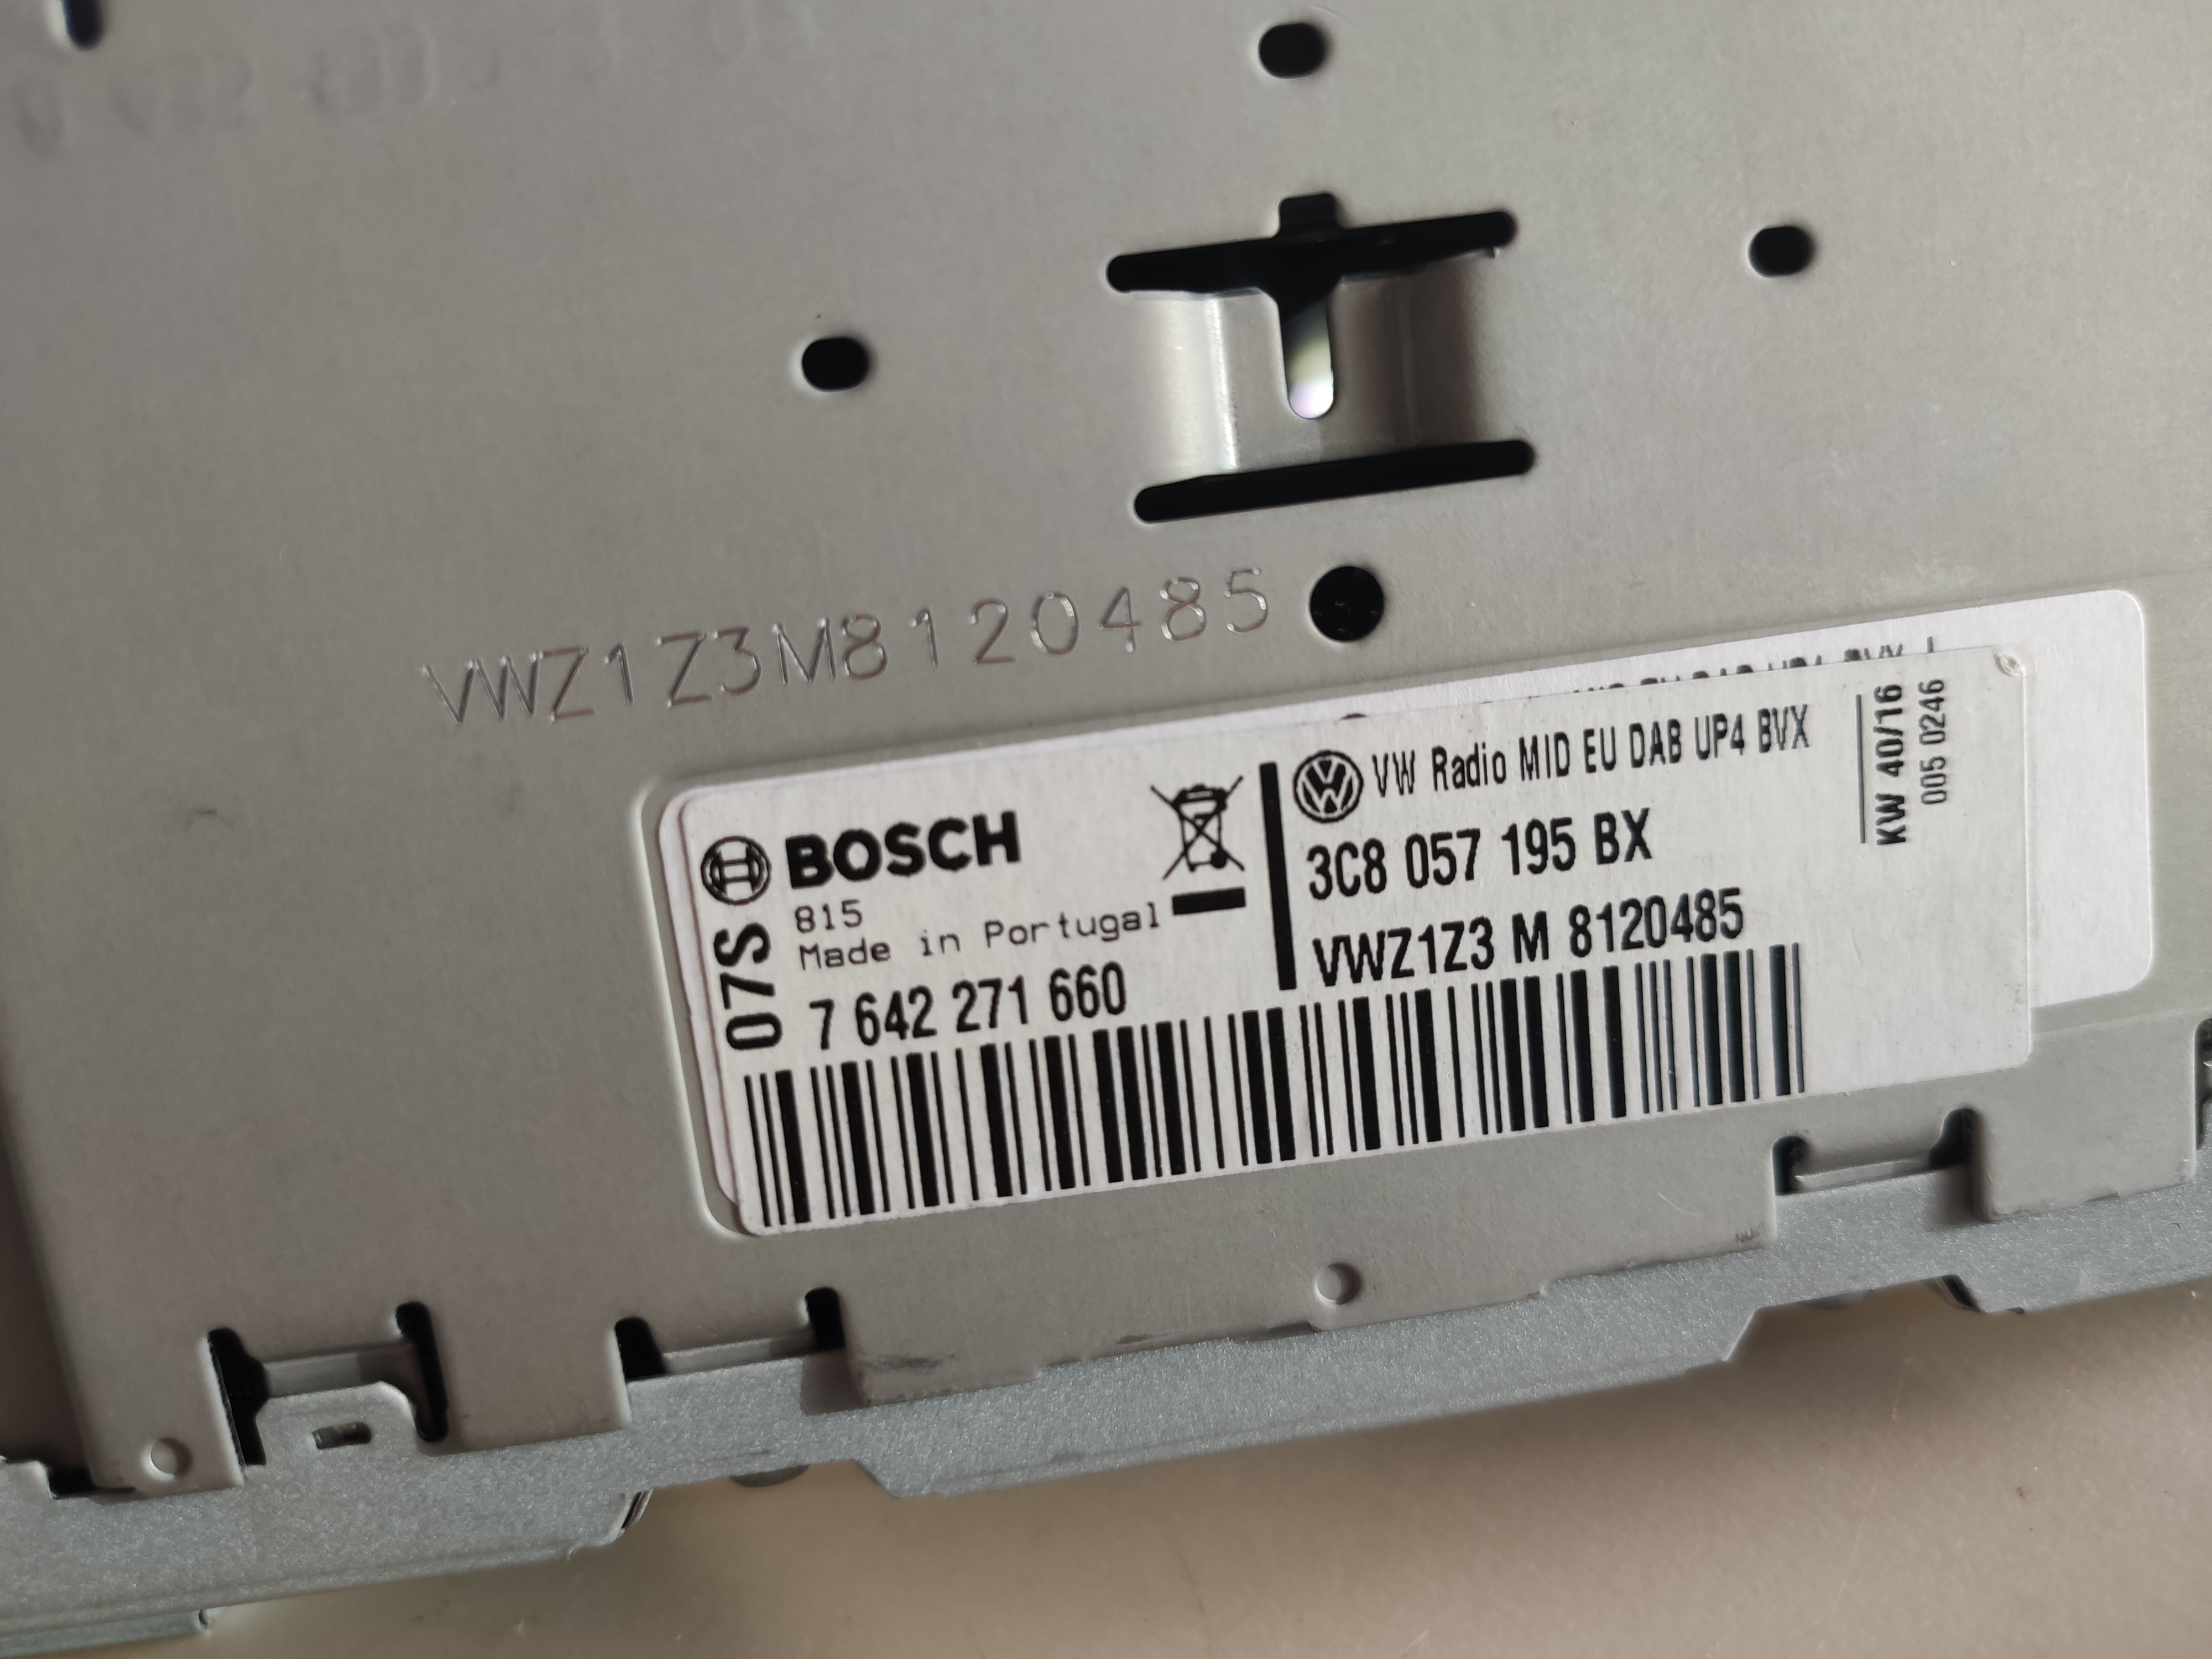 VWZ1Z3M8120485
BOSCH
815
Made in Portugal
07S
7 642 271 660
VW Radio MID EU DAB UP4 BVX
3C8 057 195 BX
VWZ1Z3 M 8120485
KW 40/16
005 0246